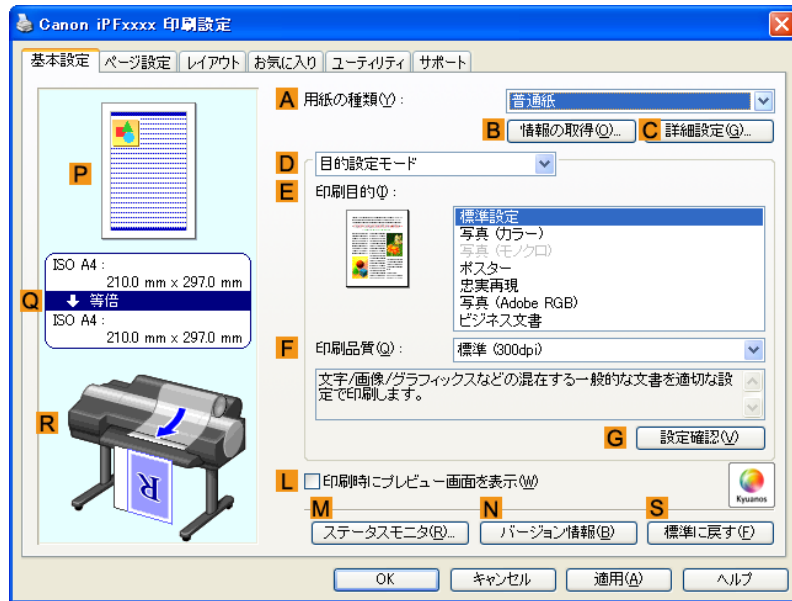 Canon iPFxxxx 印刷設定
基本設定 ページ設定 レイアウト お気に入り ユーティリティ サポート
A 用紙の種類(Y): 普通紙
B 情報の取得(O)... C 詳細設定(G)...
P
D 目的設定モード
E 印刷目的(I):
標準設定
写真 (カラー)
写真 (モノクロ)
ポスター
忠実再現
写真 (Adobe RGB)
ビジネス文書
ISO A4 :
210.0 mm x 297.0 mm
Q 等倍
ISO A4 :
210.0 mm x 297.0 mm
F 印刷品質(Q): 標準 (300dpi)
文字/画像/グラフィックスなどの混在する一般的な文書を適切な設
定で印刷します。
R
G 設定確認(V)
R
L 印刷時にプレビュー画面を表示(W)
Kyuanos
M N S
ステータスモニタ(R)... バージョン情報(B) 標準に戻す(F)
OK キャンセル 適用(A) ヘルプ